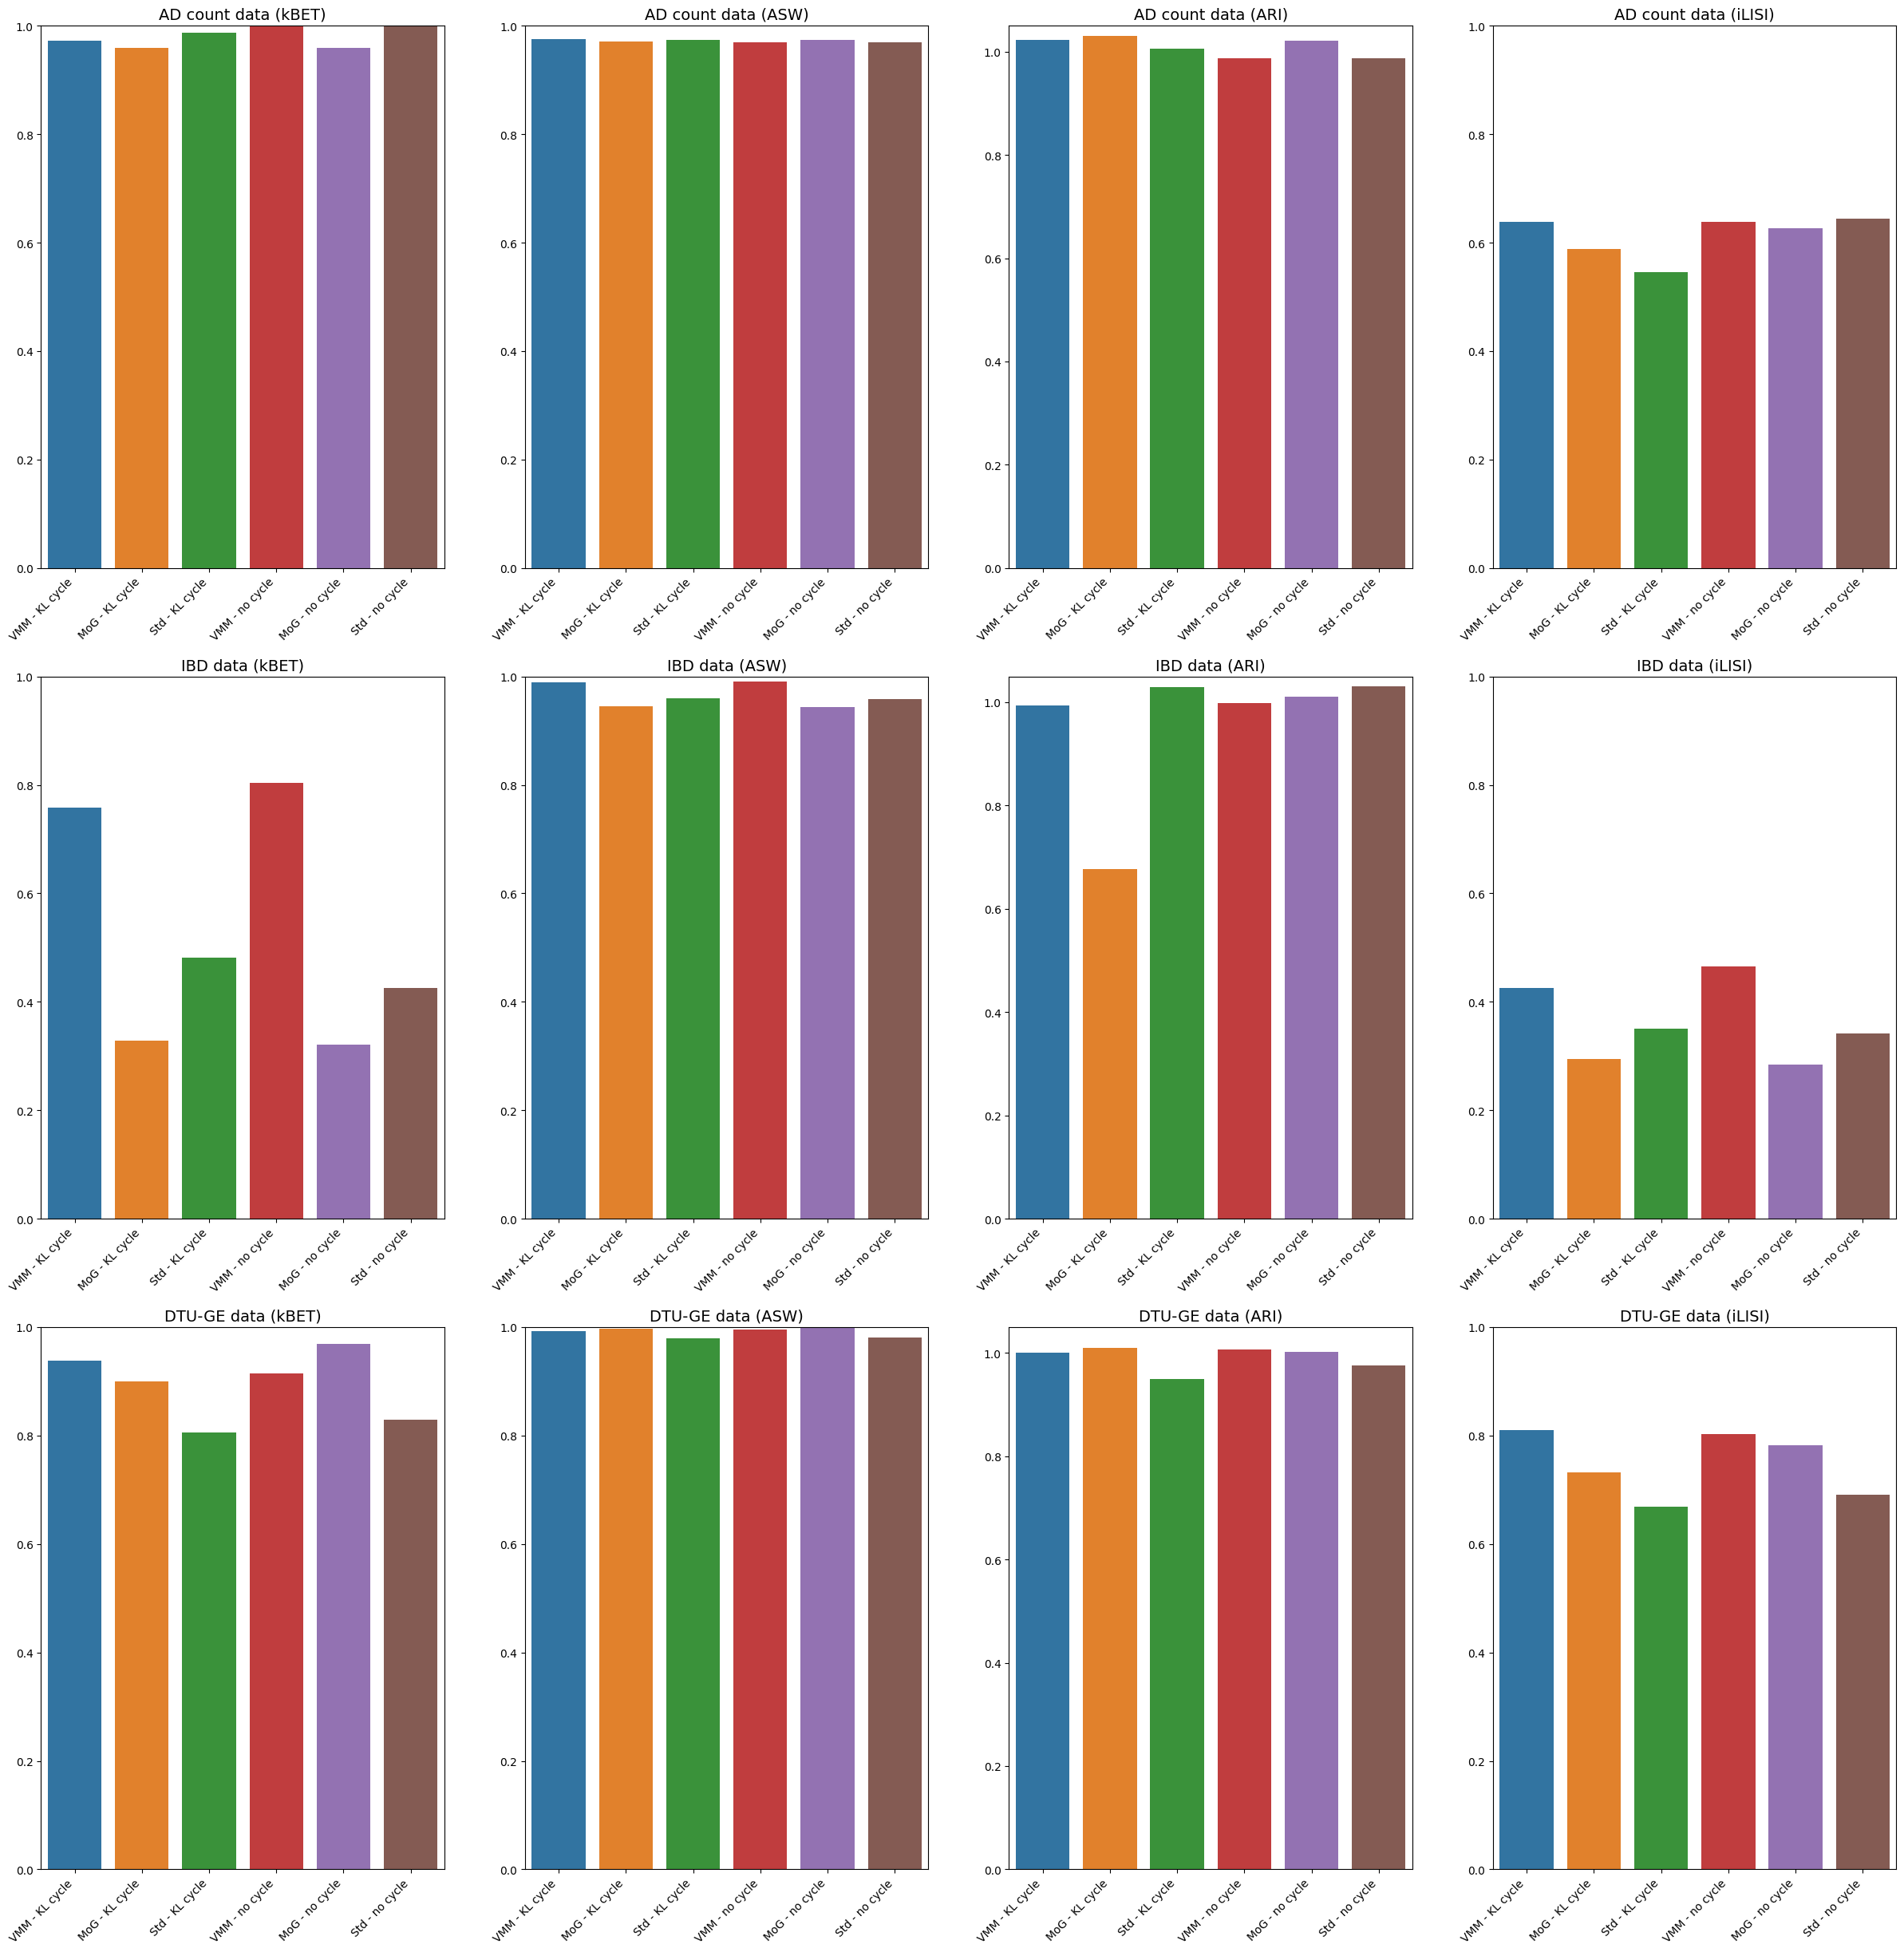 AD count data (kBET)
1.0
0.8
0.6
0.4
0.2
0.0
VMM - KL cycle
MoG - KL cycle
Std - KL cycle
VMM - no cycle
MoG - no cycle
Std - no cycle
AD count data (ASW)
1.0
0.8
0.6
0.4
0.2
0.0
VMM - KL cycle
MoG - KL cycle
Std - KL cycle
VMM - no cycle
MoG - no cycle
Std - no cycle
AD count data (ARI)
1.0
0.8
0.6
0.4
0.2
0.0
VMM - KL cycle
MoG - KL cycle
Std - KL cycle
VMM - no cycle
MoG - no cycle
Std - no cycle
AD count data (iLISI)
1.0
0.8
0.6
0.4
0.2
0.0
VMM - KL cycle
MoG - KL cycle
Std - KL cycle
VMM - no cycle
MoG - no cycle
Std - no cycle
IBD data (kBET)
1.0
0.8
0.6
0.4
0.2
0.0
VMM - KL cycle
MoG - KL cycle
Std - KL cycle
VMM - no cycle
MoG - no cycle
Std - no cycle
IBD data (ASW)
1.0
0.8
0.6
0.4
0.2
0.0
VMM - KL cycle
MoG - KL cycle
Std - KL cycle
VMM - no cycle
MoG - no cycle
Std - no cycle
IBD data (ARI)
1.0
0.8
0.6
0.4
0.2
0.0
VMM - KL cycle
MoG - KL cycle
Std - KL cycle
VMM - no cycle
MoG - no cycle
Std - no cycle
IBD data (iLISI)
1.0
0.8
0.6
0.4
0.2
0.0
VMM - KL cycle
MoG - KL cycle
Std - KL cycle
VMM - no cycle
MoG - no cycle
Std - no cycle
DTU-GE data (kBET)
1.0
0.8
0.6
0.4
0.2
0.0
VMM - KL cycle
MoG - KL cycle
Std - KL cycle
VMM - no cycle
MoG - no cycle
Std - no cycle
DTU-GE data (ASW)
1.0
0.8
0.6
0.4
0.2
0.0
VMM - KL cycle
MoG - KL cycle
Std - KL cycle
VMM - no cycle
MoG - no cycle
Std - no cycle
DTU-GE data (ARI)
1.0
0.8
0.6
0.4
0.2
0.0
VMM - KL cycle
MoG - KL cycle
Std - KL cycle
VMM - no cycle
MoG - no cycle
Std - no cycle
DTU-GE data (iLISI)
1.0
0.8
0.6
0.4
0.2
0.0
VMM - KL cycle
MoG - KL cycle
Std - KL cycle
VMM - no cycle
MoG - no cycle
Std - no cycle